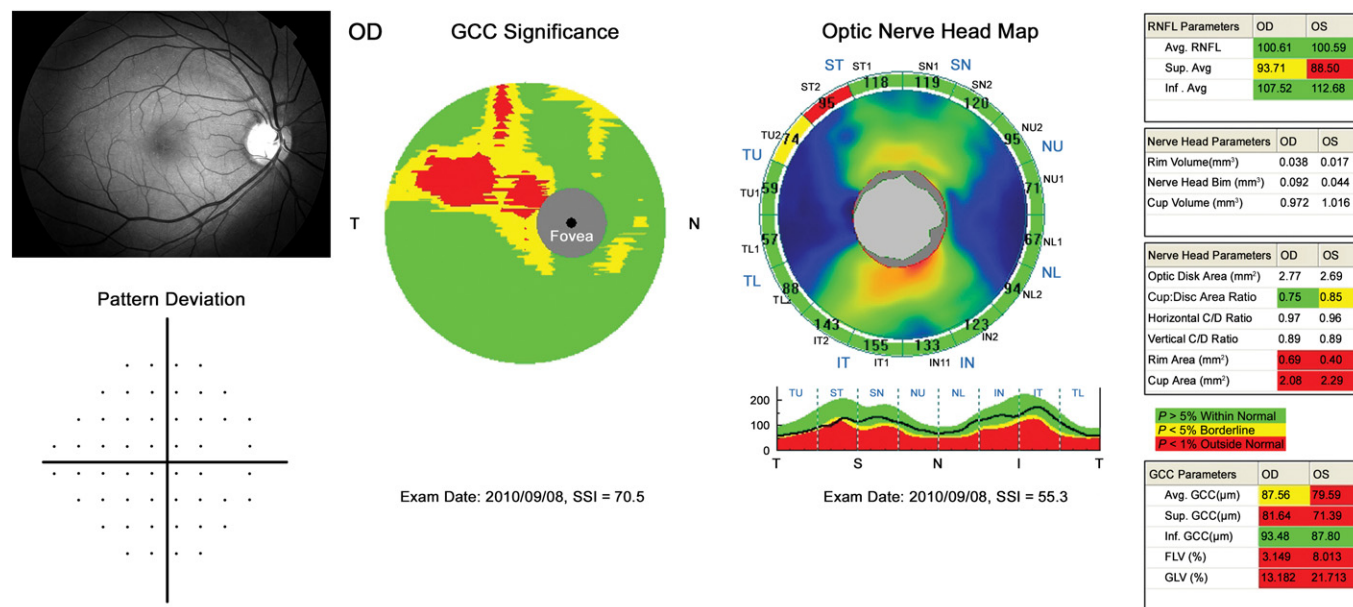 OD
GCC Significance
T
Fovea
N
Pattern Deviation
Exam Date: 2010/09/08, SSI = 70.5
Optic Nerve Head Map
ST ST1 SN1 SN
ST2 118 119 SN2
95 120
TU2 74 95 NU2
TU NU
TU1 59 71 NU1
TL1 57 67 NL1
TL NL
TL2 88 94 NL2
IT2 143 123 IN2
155 133
IT IT1 IN11 IN
TU ST SN NU NL IN IT TL
200
100
0
T S N I T
Exam Date: 2010/09/08, SSI = 55.3
RNFL Parameters OD OS
Avg. RNFL 100.61 100.59
Sup. Avg 93.71 88.50
Inf . Avg 107.52 112.68
Nerve Head Parameters OD OS
Rim Volume(mm³) 0.038 0.017
Nerve Head Bim (mm³) 0.092 0.044
Cup Volume (mm³) 0.972 1.016
Nerve Head Parameters OD OS
Optic Disk Area (mm²) 2.77 2.69
Cup:Disc Area Ratio 0.75 0.85
Horizontal C/D Ratio 0.97 0.96
Vertical C/D Ratio 0.89 0.89
Rim Area (mm²) 0.69 0.40
Cup Area (mm²) 2.08 2.29
P > 5% Within Normal
P < 5% Borderline
P < 1% Outside Normal
GCC Parameters OD OS
Avg. GCC(µm) 87.56 79.59
Sup. GCC(µm) 81.64 71.39
Inf. GCC(µm) 93.48 87.80
FLV (%) 3.149 8.013
GLV (%) 13.182 21.713